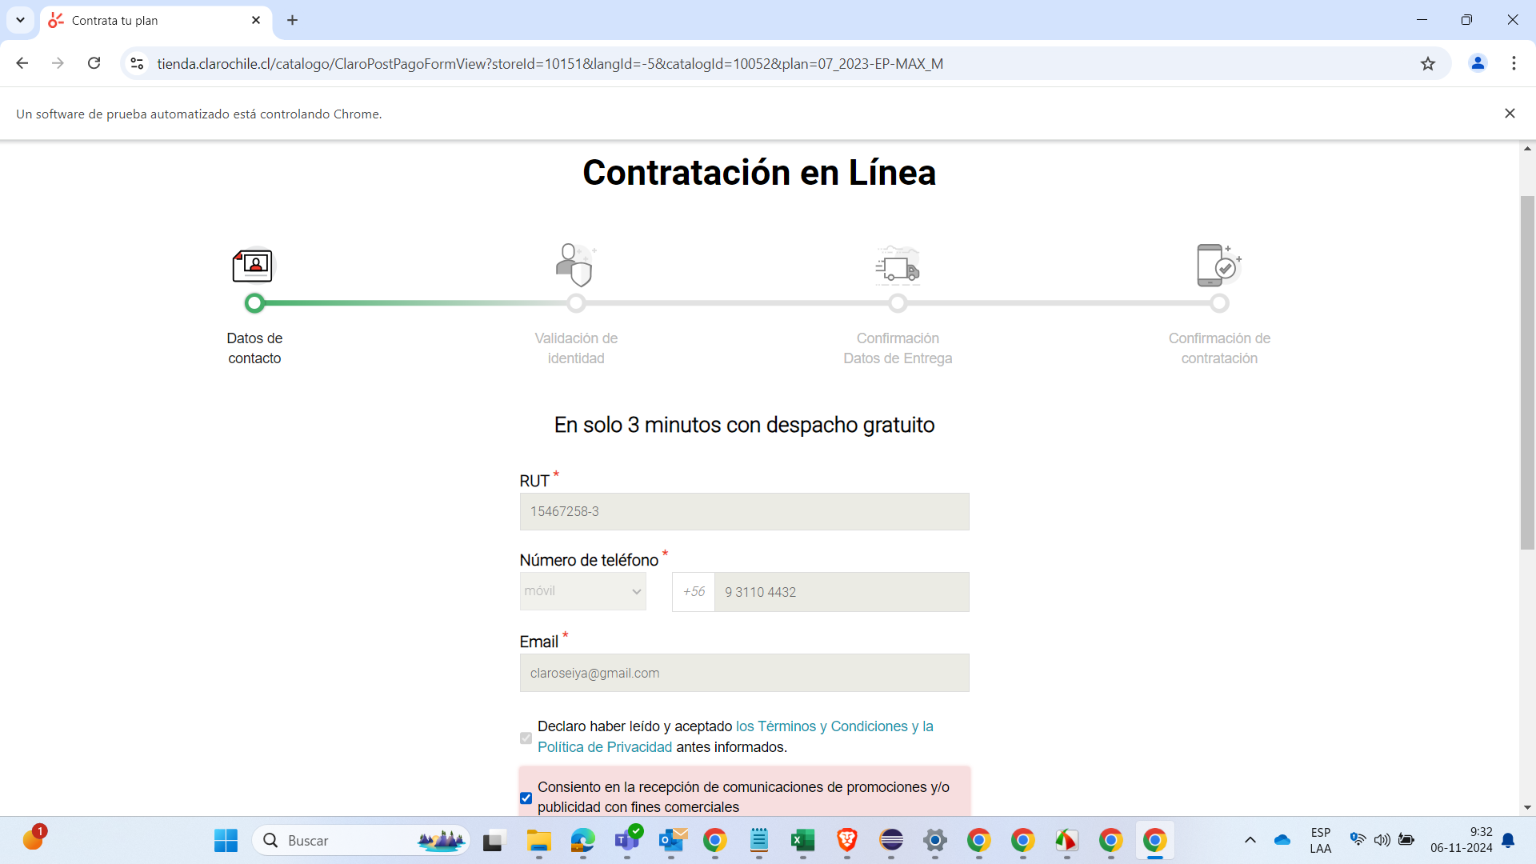 Contrata tu plan
tienda.clarochile.cl/catalogo/ClaroPostPagoFormView?storeId=10151&langId=-5&catalogId=10052&plan=07_2023-EP-MAX_M
Un software de prueba automatizado está controlando Chrome.
Contratación en Línea
Datos de
contacto
Validación de
identidad
Confirmación
Datos de Entrega
Confirmación de
contratación
En solo 3 minutos con despacho gratuito
RUT *
15467258-3
Número de teléfono *
móvil
+56
9 3110 4432
Email *
claroseiya@gmail.com
Declaro haber leído y aceptado los Términos y Condiciones y la
Política de Privacidad antes informados.
Consiento en la recepción de comunicaciones de promociones y/o
publicidad con fines comerciales
1
Buscar
ESP
LAA
9:32
06-11-2024